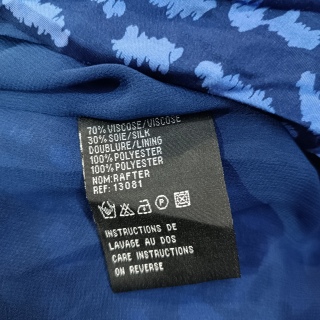 70% VISCOSE/VISCOSE
30% SOIE/SILK
DOUBLURE/LINING
100% POLYESTER
100% POLYESTER
NOM:RAFTER
REF: 13081
INSTRUCTIONS DE
LAVAGE AU DOS
CARE INSTRUCTIONS
ON REVERSE